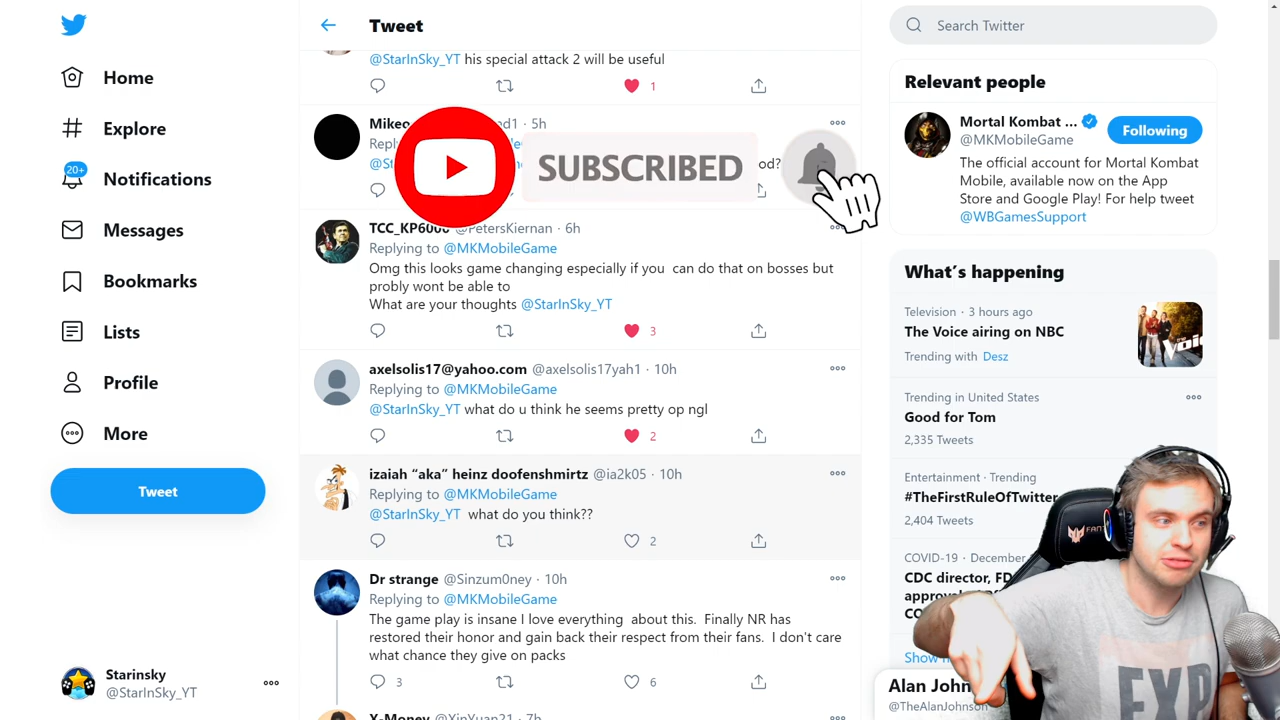 Tweet
Search Twitter
Home
Explore
20+
Notifications
Messages
Bookmarks
Lists
Profile
More
Tweet
Starinsky
@StarInSky_YT
@StarInSky_YT his special attack 2 will be useful
1
5h
SUBSCRIBED
TCC_KP6000 @PetersKiernan · 6h
Replying to @MKMobileGame
Omg this looks game changing especially if you can do that on bosses but
probly wont be able to
What are your thoughts @StarInSky_YT
3
axelsolis17@yahoo.com @axelsolis17yah1 · 10h
Replying to @MKMobileGame
@StarInSky_YT what do u think he seems pretty op ngl
2
izaiah “aka” heinz doofenshmirtz @ia2k05 · 10h
Replying to @MKMobileGame
@StarInSky_YT what do you think??
2
Dr strange @Sinzum0ney · 10h
Replying to @MKMobileGame
The game play is insane I love everything about this. Finally NR has
restored their honor and gain back their respect from their fans. I don't care
what chance they give on packs
3
6
X-Money @XinYuan21 · 7h
Relevant people
Mortal Kombat ...
@MKMobileGame
Following
The official account for Mortal Kombat
Mobile, available now on the App
Store and Google Play! For help tweet
@WBGamesSupport
What's happening
Television · 3 hours ago
The Voice airing on NBC
Trending with Desz
Trending in United States
Good for Tom
2,335 Tweets
Entertainment · Trending
#TheFirstRuleOfTwitter
2,404 Tweets
COVID-19 · December
CDC director, FD
Show
Alan John
@TheAlanJohnson
EXP